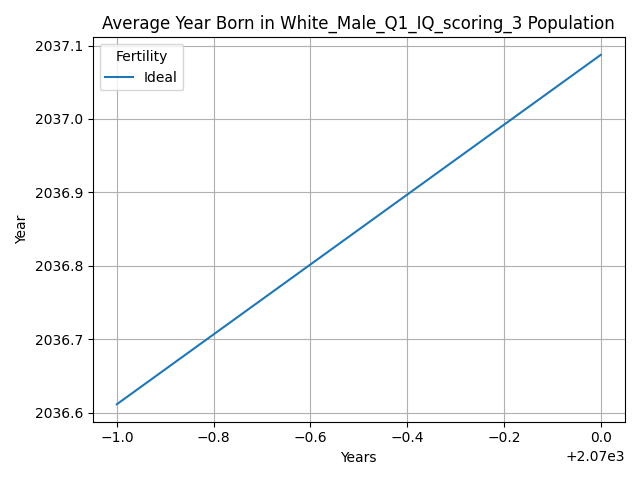 Average Year Born in White_Male_Q1_IQ_scoring_3 Population
Fertility
Ideal
2037.1
2037.0
2036.9
2036.8
2036.7
2036.6
Year
−1.0 −0.8 −0.6 −0.4 −0.2 0.0
Years
+2.07e3